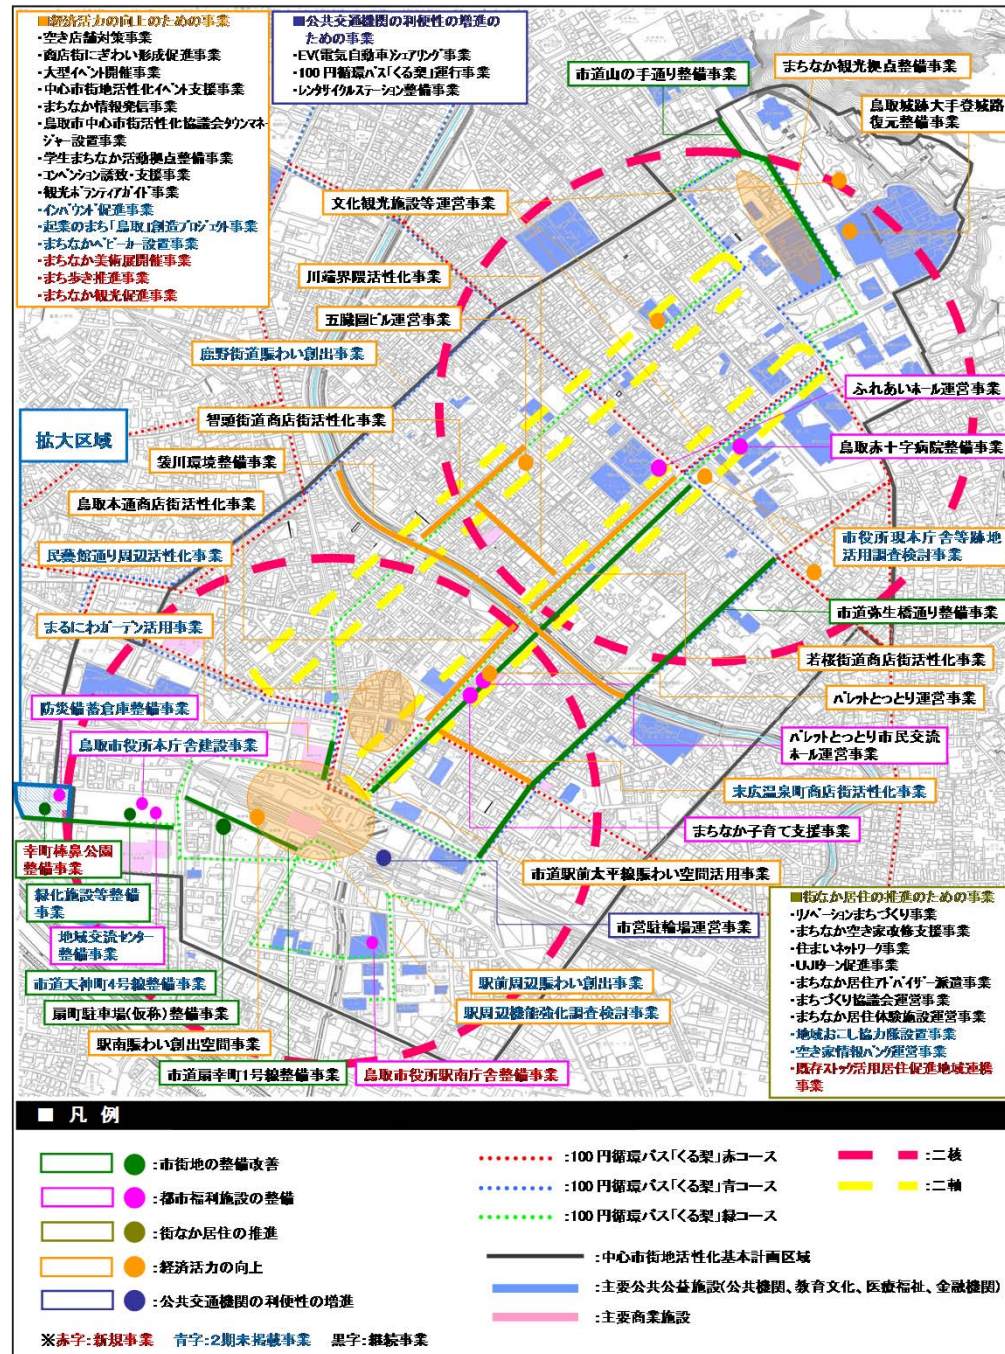 ■経済活力の向上のための事業
・空き店舗対策事業
・商店街にぎわい形成促進事業
・大型イベント開催事業
・中心市街地活性化イベント支援事業
・まちなか情報発信事業
・鳥取市中心市街活性化協議会タウンマネ
ジャー設置事業
・学生まちなか活動拠点整備事業
・コンベンション誘致・支援事業
・観光ボランティアガイド事業
・インバウンド促進事業
・起業のまち「鳥取」創造プロジェクト事業
・まちなかベビーカー設置事業
・まちなか美術展開催事業
・まち歩き推進事業
・まちなか観光促進事業
■公共交通機関の利便性の増進の
ための事業
・EV(電気自動車)シェアリング事業
・100円循環バス「くる梨」運行事業
・レンタサイクルステーション整備事業
市道山の手通り整備事業
まちなか観光拠点整備事業
鳥取城跡大手登城路
復元整備事業
文化観光施設等運営事業
川端界隈活性化事業
五臓圓ビル運営事業
鹿野街道賑わい創出事業
智頭街道商店街活性化事業
拡大区域
袋川環境整備事業
鳥取本通商店街活性化事業
民藝館通り周辺活性化事業
まるにわガーデン活用事業
防災備蓄倉庫整備事業
鳥取市役所本庁舎建設事業
ふれあいホール運営事業
鳥取赤十字病院整備事業
市役所現本庁舎等跡地
活用調査検討事業
市道弥生橋通り整備事業
若桜街道商店街活性化事業
パレットとっとり運営事業
パレットとっとり市民交流
ホール運営事業
末広温泉町商店街活性化事業
まちなか子育て支援事業
市道駅前太平線賑わい空間活用事業
市営駐輪場運営事業
幸町棒鼻公園
整備事業
緑化施設等整備
事業
地域交流センター
整備事業
市道天神町4号線整備事業
扇町駐車場(仮称)整備事業
駅南賑わい創出空間事業
市道扇幸町1号線整備事業
鳥取市役所駅南庁舎整備事業
駅前周辺賑わい創出事業
駅周辺機能強化調査検討事業
■街なか居住の推進のための事業
・リノベーションまちづくり事業
・まちなか空き家改修支援事業
・住まいネットワーク事業
・UJIターン促進事業
・まちなか居住アドバイザー派遣事業
・まちづくり協議会運営事業
・まちなか居住体験施設運営事業
・地域おこし協力隊設置事業
・空き家情報バンク運営事業
・既存ストック活用居住促進地域連携
事業
■ 凡 例
:市街地の整備改善
:都市福利施設の整備
:街なか居住の推進
:経済活力の向上
:公共交通機関の利便性の増進
※赤字:新規事業 青字:2期未掲載事業 黒字:継続事業
:100円循環バス「くる梨」赤コース
:100円循環バス「くる梨」青コース
:100円循環バス「くる梨」緑コース
:中心市街地活性化基本計画区域
:主要公共公益施設(公共機関、教育文化、医療福祉、金融機関)
:主要商業施設
:二核
:二軸